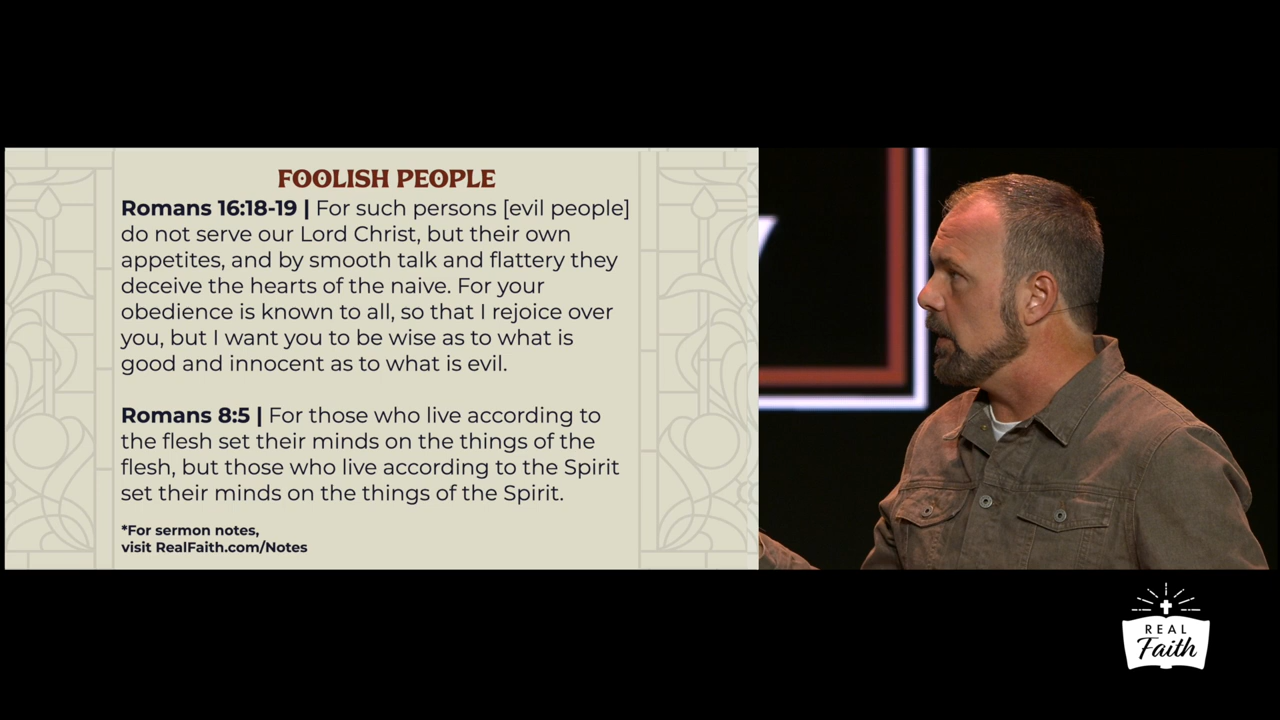 FOOLISH PEOPLE
Romans 16:18-19 | For such persons [evil people]
do not serve our Lord Christ, but their own
appetites, and by smooth talk and flattery they
deceive the hearts of the naive. For your
obedience is known to all, so that I rejoice over
you, but I want you to be wise as to what is
good and innocent as to what is evil.
Romans 8:5 | For those who live according to
the flesh set their minds on the things of the
flesh, but those who live according to the Spirit
set their minds on the things of the Spirit.
*For sermon notes,
visit RealFaith.com/Notes
REAL
Faith